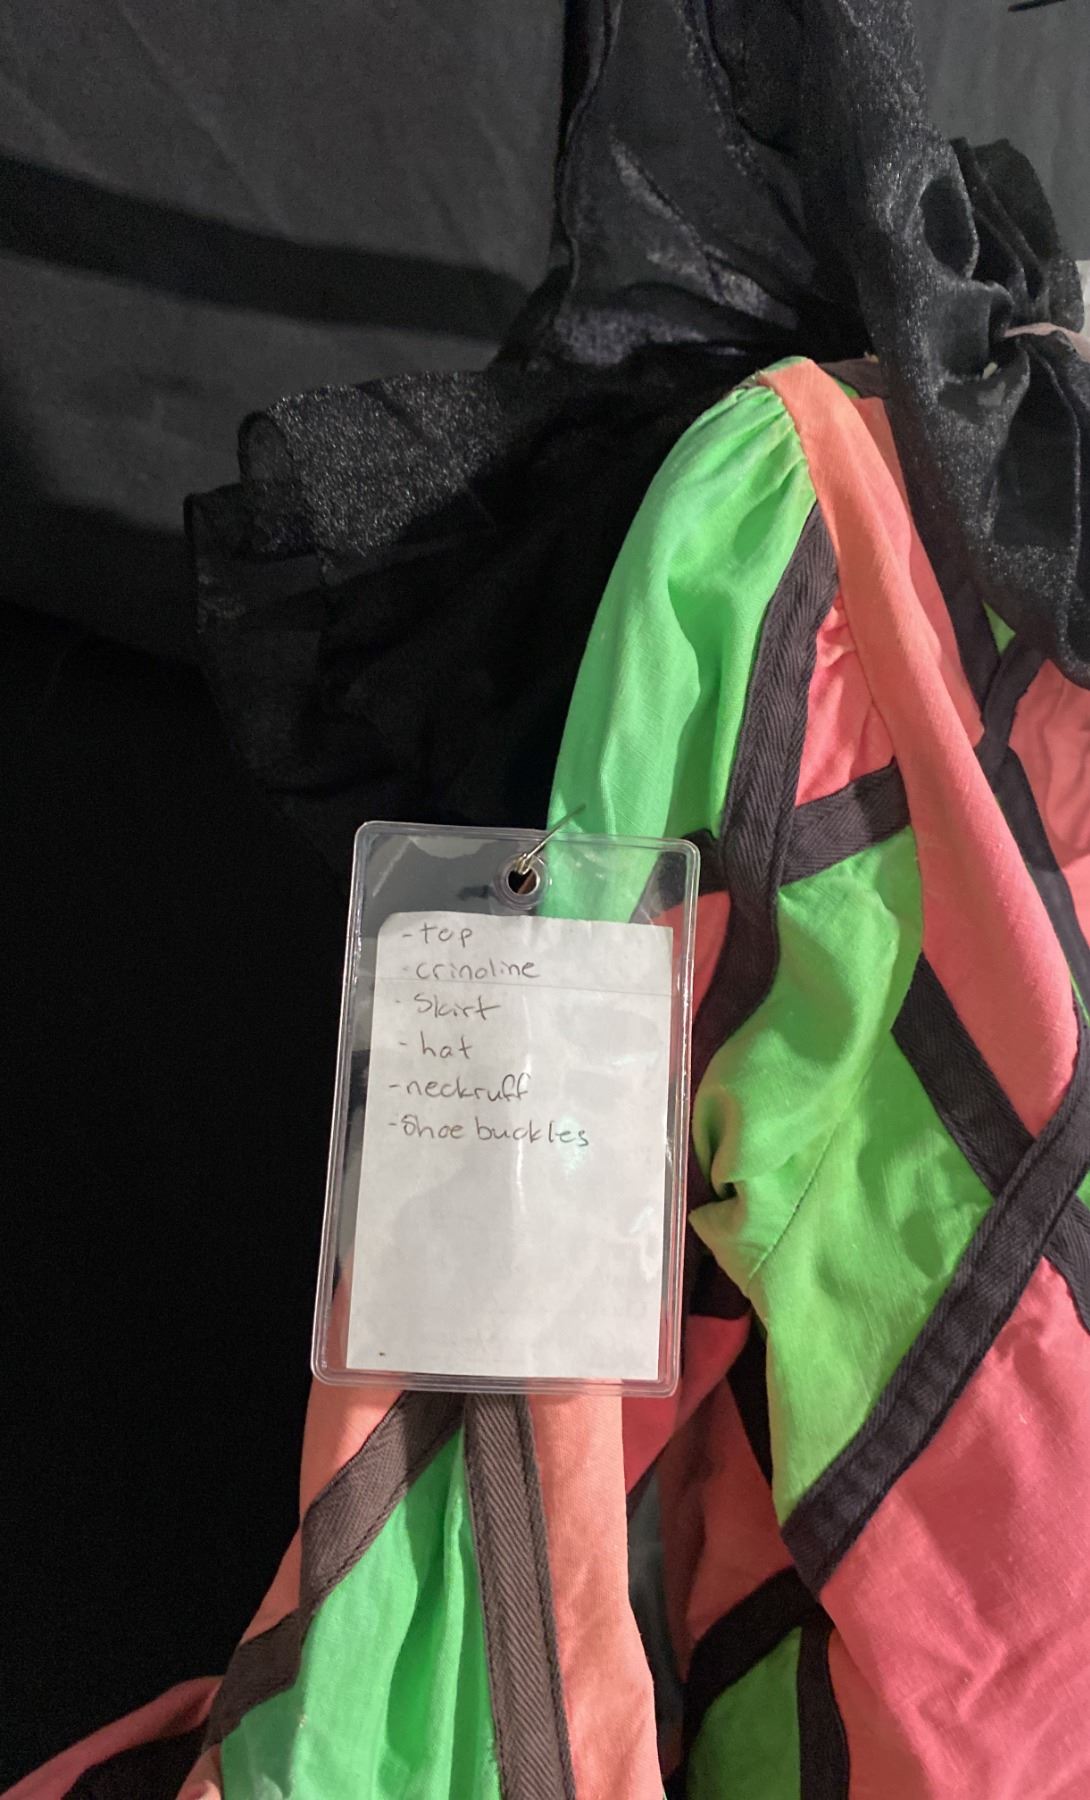 -top
-crinoline
-Skirt
-hat
-neckruff
-Shoe buckles